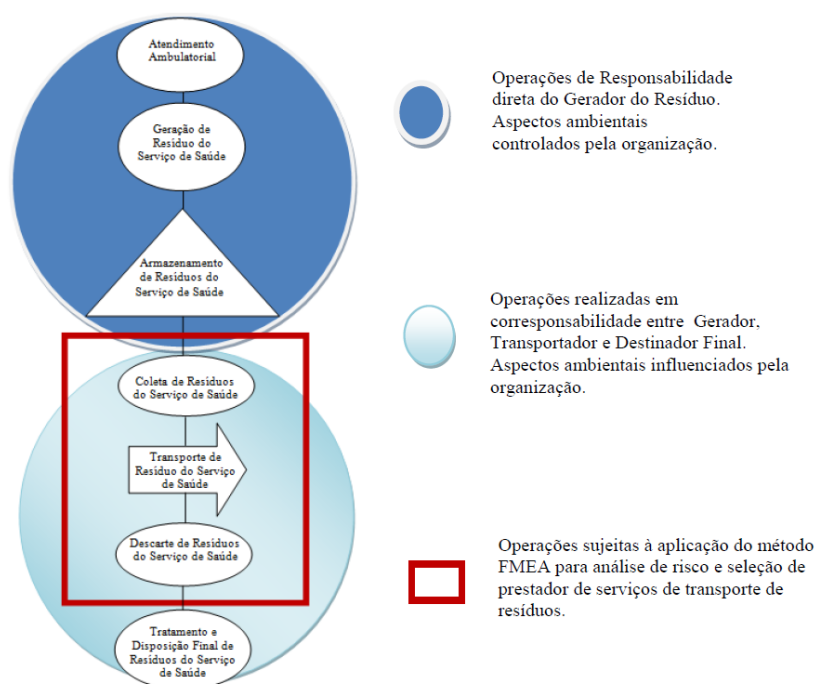 Atendimento
Ambulatorial
Geração de
Resíduo do
Serviço de Saúde
Armazenamento
de Resíduos do
Serviço de Saúde
Coleta de Resíduos
do Serviço de Saúde
Transporte de
Resíduo do Serviço
de Saúde
Descarte de Resíduos
do Serviço de Saúde
Tratamento e
Disposição Final de
Resíduos do Serviço
de Saúde
Operações de Responsabilidade
direta do Gerador do Resíduo.
Aspectos ambientais
controlados pela organização.
Operações realizadas em
corresponsabilidade entre Gerador,
Transportador e Destinador Final.
Aspectos ambientais influenciados pela
organização.
Operações sujeitas à aplicação do método
FMEA para análise de risco e seleção de
prestador de serviços de transporte de
resíduos.